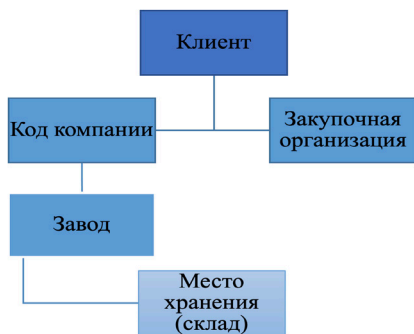 Клиент
Код компании
Закупочная
организация
Завод
Место
хранения
(склад)